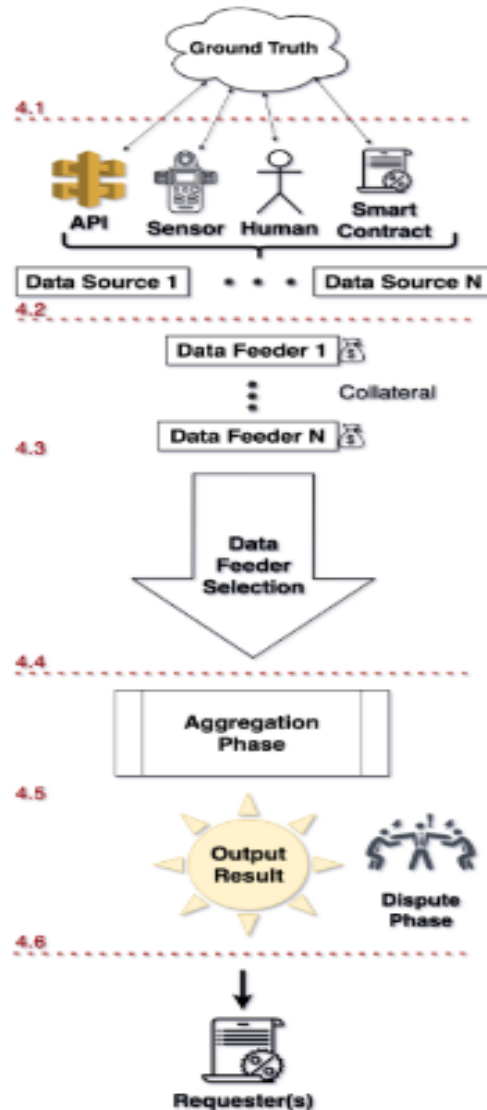 Ground Truth
4.1
API
Sensor
Human
Smart
Contract
Data Source 1
Data Source N
4.2
Data Feeder 1
$
Collateral
Data Feeder N
$
4.3
Data
Feeder
Selection
4.4
Aggregation
Phase
4.5
Output
Result
!
Dispute
Phase
4.6
Requester(s)